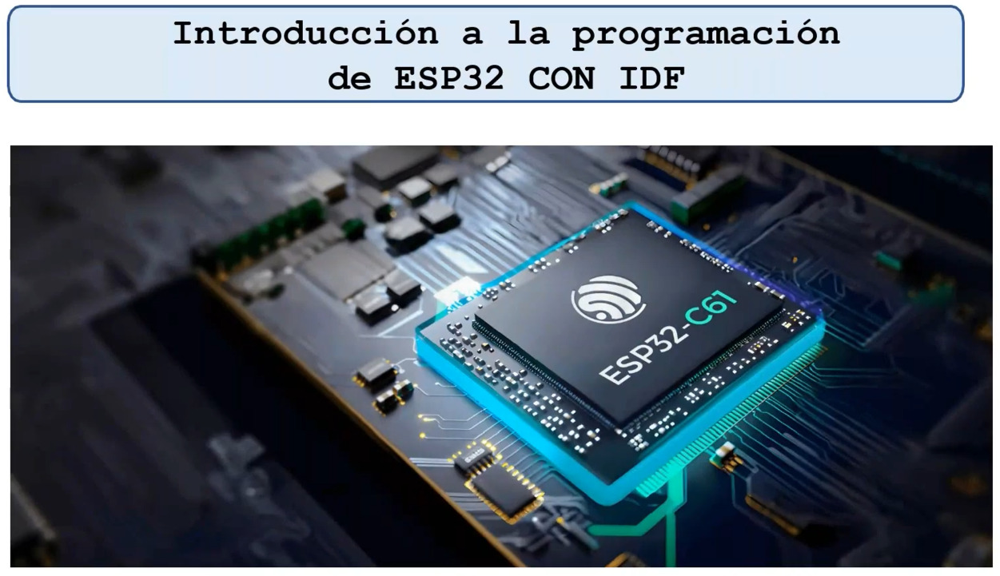 Introducción a la programación
de ESP32 CON IDF
ESP32-C61